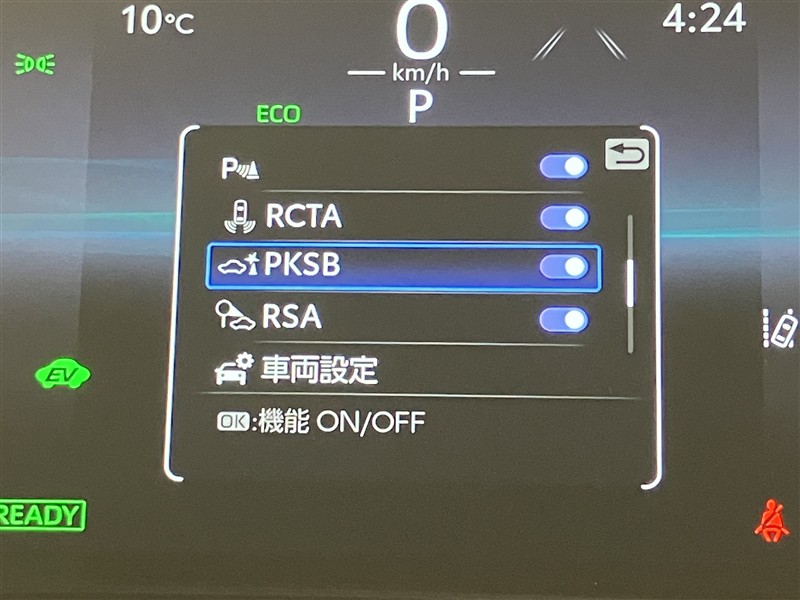 10℃
0
4:24
km/h
P
ECO
P
RCTA
PKSB
RSA
EV
車両設定
OK:機能 ON/OFF
READY